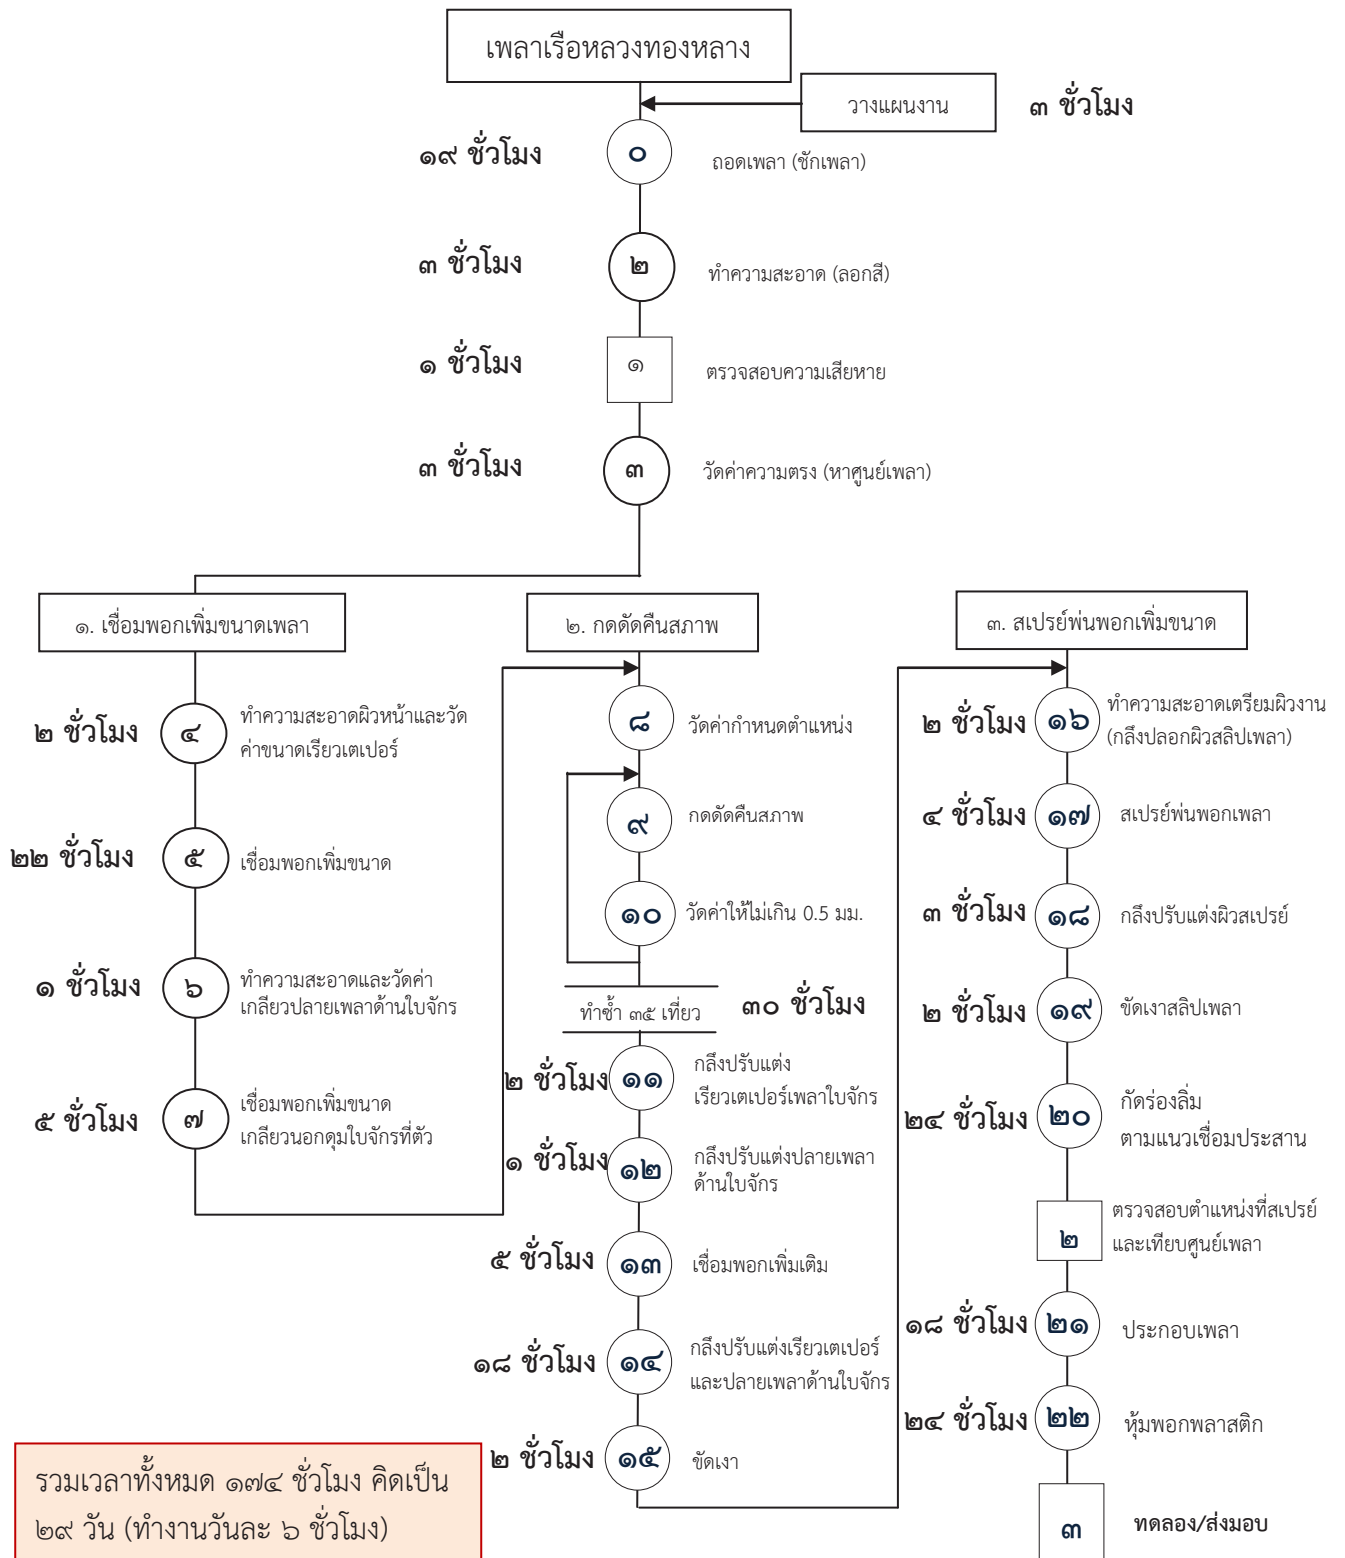 เพลาเรือหลวงทองหลาง
วางแผนงาน
๓ ชั่วโมง
๑๙ ชั่วโมง
๐
ถอดเพลา (ชักเพลา)
๓ ชั่วโมง
๒
ทำความสะอาด (ลอกสี)
๑ ชั่วโมง
๑
ตรวจสอบความเสียหาย
๓ ชั่วโมง
๓
วัดค่าความตรง (หาศูนย์เพลา)
๑. เชื่อมพอกเพิ่มขนาดเพลา
๒ ชั่วโมง
๔
ทำความสะอาดผิวหน้าและวัด
ค่าขนาดเรียวเตเปอร์
๒๒ ชั่วโมง
๕
เชื่อมพอกเพิ่มขนาด
๑ ชั่วโมง
๖
ทำความสะอาดและวัดค่า
เกลียวปลายเพลาด้านใบจักร
๕ ชั่วโมง
๗
เชื่อมพอกเพิ่มขนาด
เกลียวนอกดุมใบจักรที่ตัว
๒. กดดัดคืนสภาพ
๘
วัดค่ากำหนดตำแหน่ง
๙
กดดัดคืนสภาพ
๑๐
วัดค่าให้ไม่เกิน 0.5 มม.
ทำซ้ำ ๓๕ เที่ยว
๓๐ ชั่วโมง
๒ ชั่วโมง
๑๑
กลึงปรับแต่ง
เรียวเตเปอร์เพลาใบจักร
๑ ชั่วโมง
๑๒
กลึงปรับแต่งปลายเพลา
ด้านใบจักร
๕ ชั่วโมง
๑๓
เชื่อมพอกเพิ่มเติม
๑๘ ชั่วโมง
๑๔
กลึงปรับแต่งเรียวเตเปอร์
และปลายเพลาด้านใบจักร
๒ ชั่วโมง
๑๕
ขัดเงา
๓. สเปรย์พ่นพอกเพิ่มขนาด
๒ ชั่วโมง
๑๖
ทำความสะอาดเตรียมผิวงาน
(กลึงปลอกผิวสลิปเพลา)
๔ ชั่วโมง
๑๗
สเปรย์พ่นพอกเพลา
๓ ชั่วโมง
๑๘
กลึงปรับแต่งผิวสเปรย์
๒ ชั่วโมง
๑๙
ขัดเงาสลิปเพลา
๒๔ ชั่วโมง
๒๐
กัดร่องลิ่ม
ตามแนวเชื่อมประสาน
๒
ตรวจสอบตำแหน่งที่สเปรย์
และเทียบศูนย์เพลา
๑๘ ชั่วโมง
๒๑
ประกอบเพลา
๒๔ ชั่วโมง
๒๒
หุ้มพอกพลาสติก
๓
ทดลอง/ส่งมอบ
รวมเวลาทั้งหมด ๑๗๔ ชั่วโมง คิดเป็น
๒๙ วัน (ทำงานวันละ ๖ ชั่วโมง)